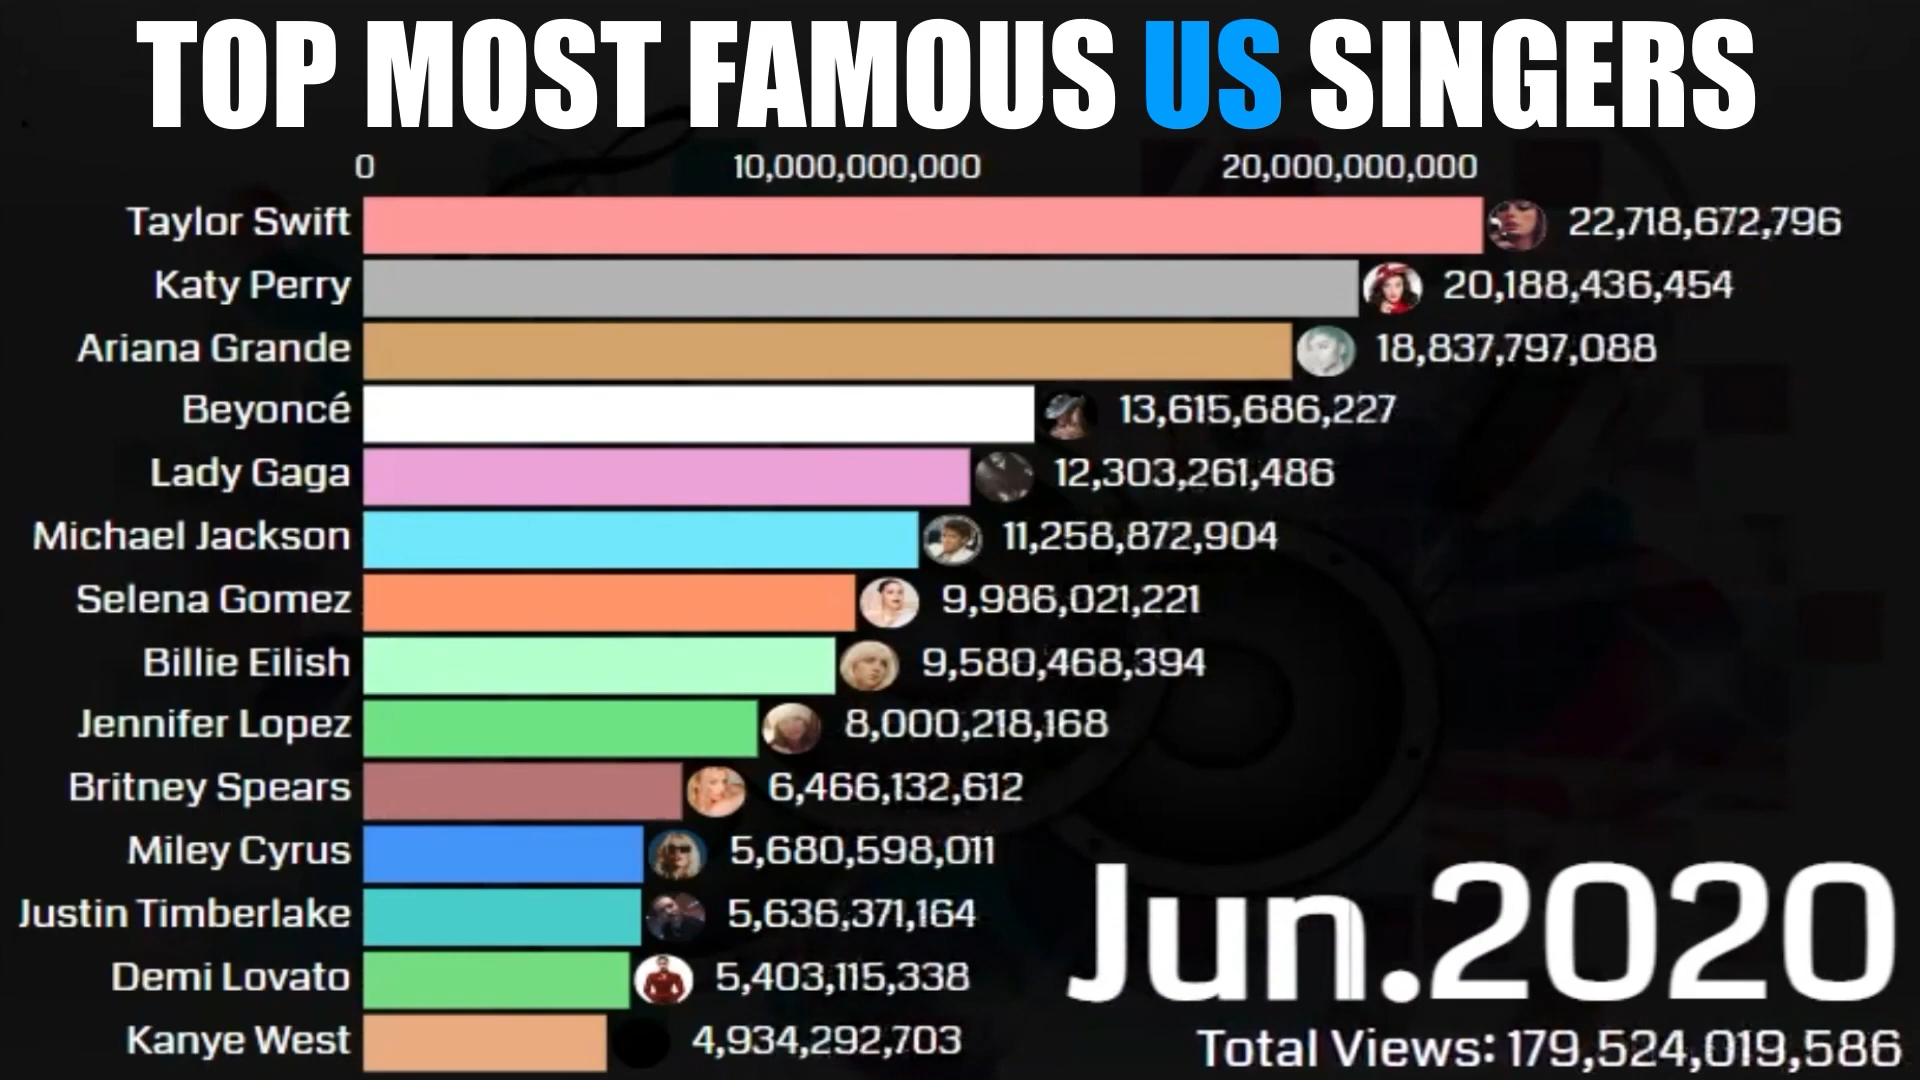 TOP MOST FAMOUS US SINGERS
0 10,000,000,000 20,000,000,000
Taylor Swift 22,718,672,796
Katy Perry 20,188,436,454
Ariana Grande 18,837,797,088
Beyoncé 13,615,686,227
Lady Gaga 12,303,261,486
Michael Jackson 11,258,872,904
Selena Gomez 9,986,021,221
Billie Eilish 9,580,468,394
Jennifer Lopez 8,000,218,168
Britney Spears 6,466,132,612
Miley Cyrus 5,680,598,011
Justin Timberlake 5,636,371,164
Demi Lovato 5,403,115,338
Kanye West 4,934,292,703
Jun.2020
Total Views: 179,524,019,586